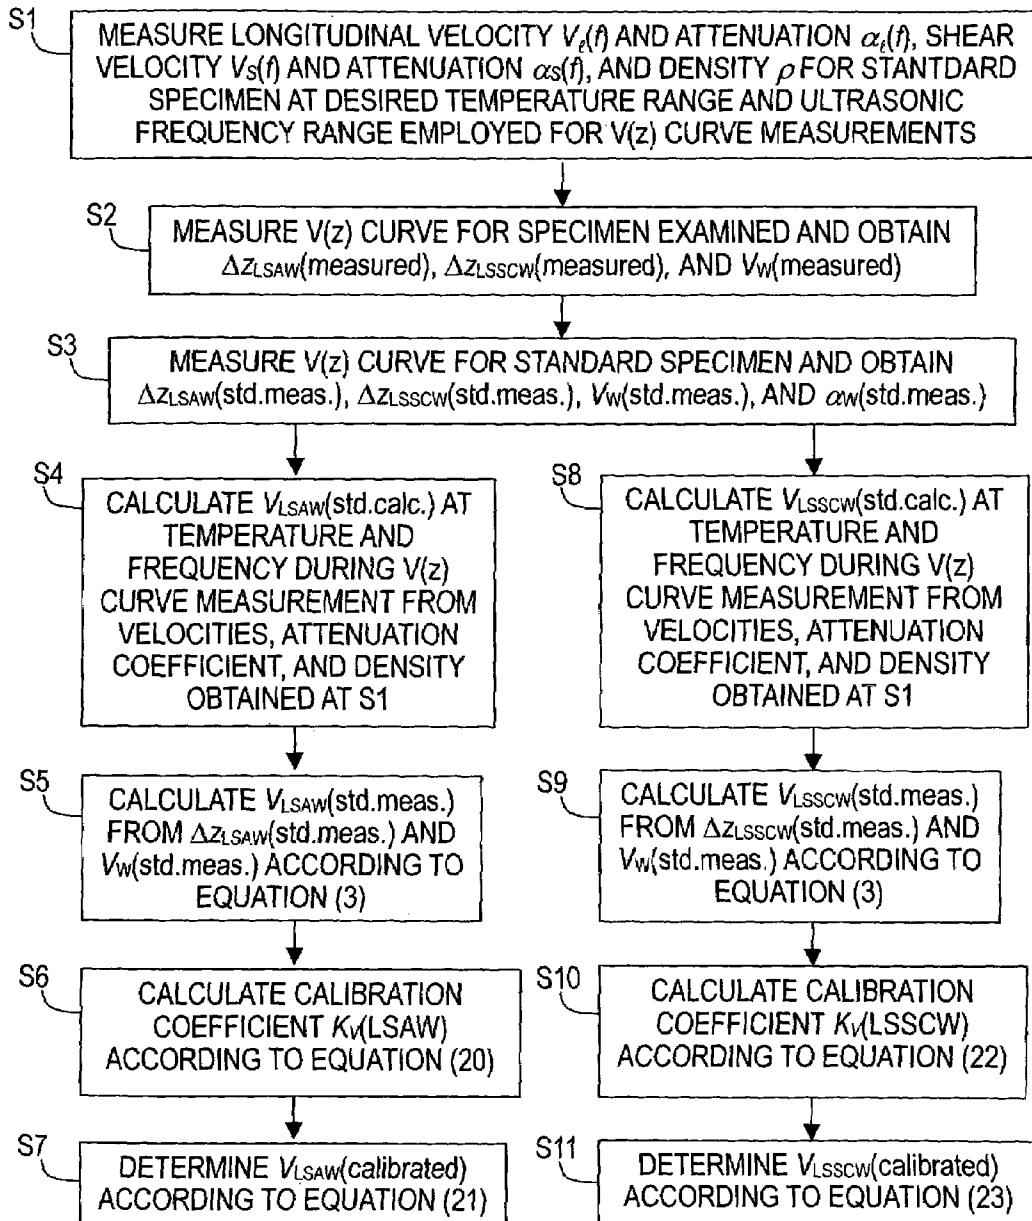 S1
MEASURE LONGITUDINAL VELOCITY Vℓ(f) AND ATTENUATION αℓ(f), SHEAR
VELOCITY VS(f) AND ATTENUATION αS(f), AND DENSITY ρ FOR STANTDARD
SPECIMEN AT DESIRED TEMPERATURE RANGE AND ULTRASONIC
FREQUENCY RANGE EMPLOYED FOR V(z) CURVE MEASUREMENTS
S2
MEASURE V(z) CURVE FOR SPECIMEN EXAMINED AND OBTAIN
ΔzLSAW(measured), ΔzLSSCW(measured), AND VW(measured)
S3
MEASURE V(z) CURVE FOR STANDARD SPECIMEN AND OBTAIN
ΔzLSAW(std.meas.), ΔzLSSCW(std.meas.), VW(std.meas.), AND αW(std.meas.)
S4
CALCULATE VLSAW(std.calc.) AT
TEMPERATURE AND
FREQUENCY DURING V(z)
CURVE MEASUREMENT FROM
VELOCITIES, ATTENUATION
COEFFICIENT, AND DENSITY
OBTAINED AT S1
S5
CALCULATE VLSAW(std.meas.)
FROM ΔzLSAW(std.meas.) AND
VW(std.meas.) ACCORDING TO
EQUATION (3)
S6
CALCULATE CALIBRATION
COEFFICIENT KV(LSAW)
ACCORDING TO EQUATION (20)
S7
DETERMINE VLSAW(calibrated)
ACCORDING TO EQUATION (21)
S8
CALCULATE VLSSCW(std.calc.) AT
TEMPERATURE AND
FREQUENCY DURING V(z)
CURVE MEASUREMENT FROM
VELOCITIES, ATTENUATION
COEFFICIENT, AND DENSITY
OBTAINED AT S1
S9
CALCULATE VLSSCW(std.meas.)
FROM ΔzLSSCW(std.meas.) AND
VW(std.meas.) ACCORDING TO
EQUATION (3)
S10
CALCULATE CALIBRATION
COEFFICIENT KV(LSSCW)
ACCORDING TO EQUATION (22)
S11
DETERMINE VLSSCW(calibrated)
ACCORDING TO EQUATION (23)